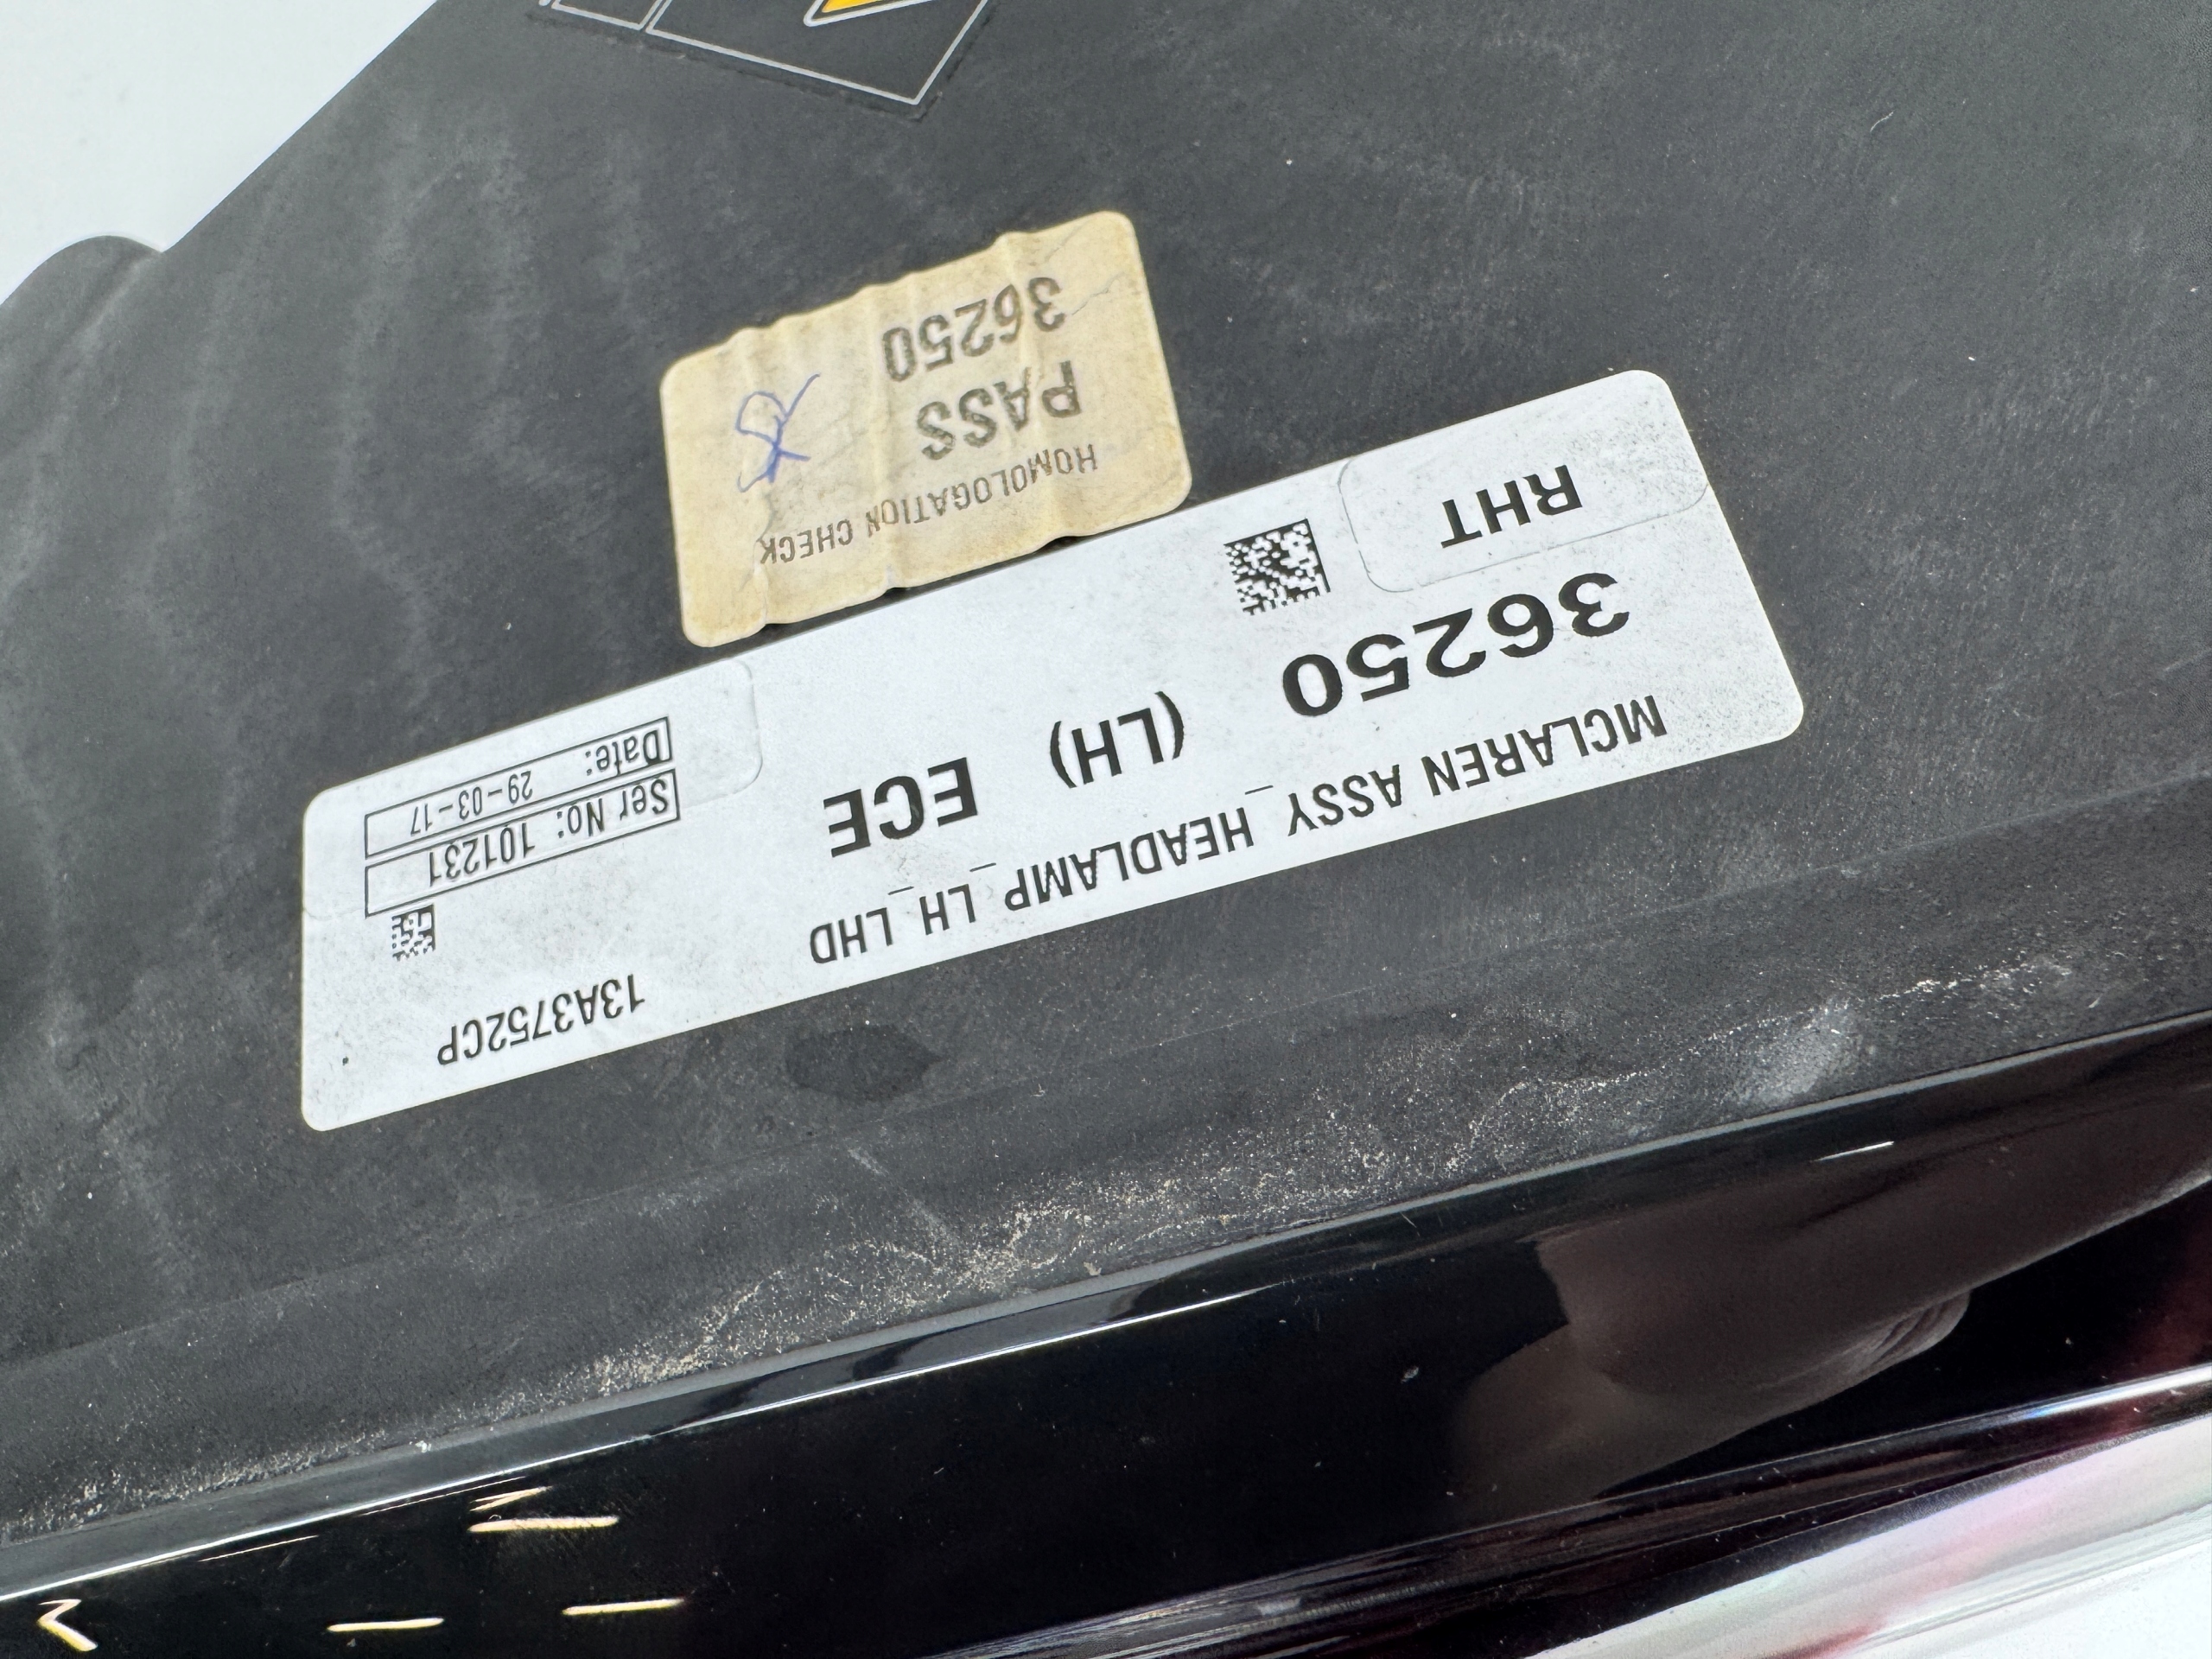 MCLAREN ASSY_HEADLAMP_LH_LHD
13A3752CP
36250 (LH) ECE
RHT
Ser No: 101231
Date: 29-03-17
HOMOLOGATION CHECK
PASS
36250